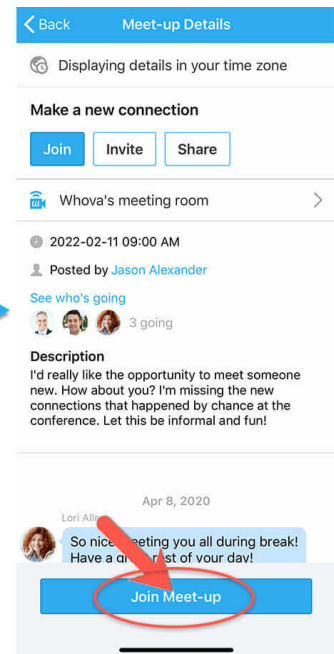 Back Meet-up Details
Displaying details in your time zone
Make a new connection
Join Invite Share
Whova's meeting room
2022-02-11 09:00 AM
Posted by Jason Alexander
See who's going
3 going
Description
I'd really like the opportunity to meet someone
new. How about you? I'm missing the new
connections that happened by chance at the
conference. Let this be informal and fun!
Apr 8, 2020
Lori
So nice eeting you all during break!
Have a st of your day!
Join Meet-up